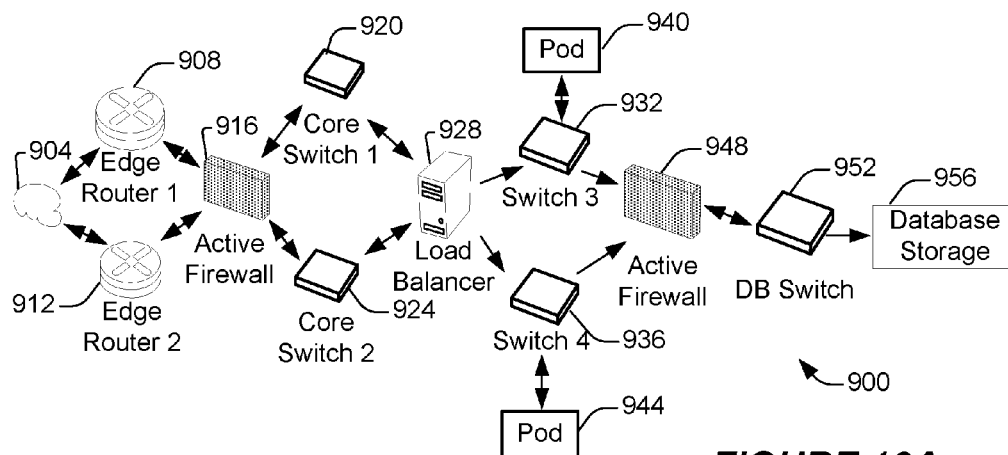 920
Pod
940
908
932
916
Core
Switch 1
928
948
904
Edge
Router 1
952
956
Switch 3
Database
Storage
Active
Firewall
Load
Balancer
Active
Firewall
DB Switch
912
Edge
Router 2
924
Core
Switch 2
Switch 4
936
900
Pod
944